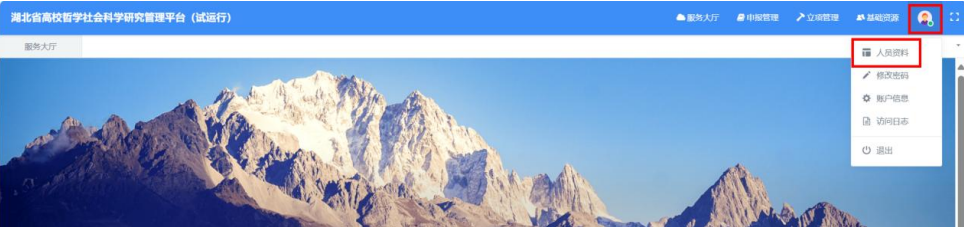 湖北省高校哲学社会科学研究管理平台（试运行）
服务大厅 申报管理 立项管理 基础资源
服务大厅
人员资料
修改密码
账户信息
访问日志
退出